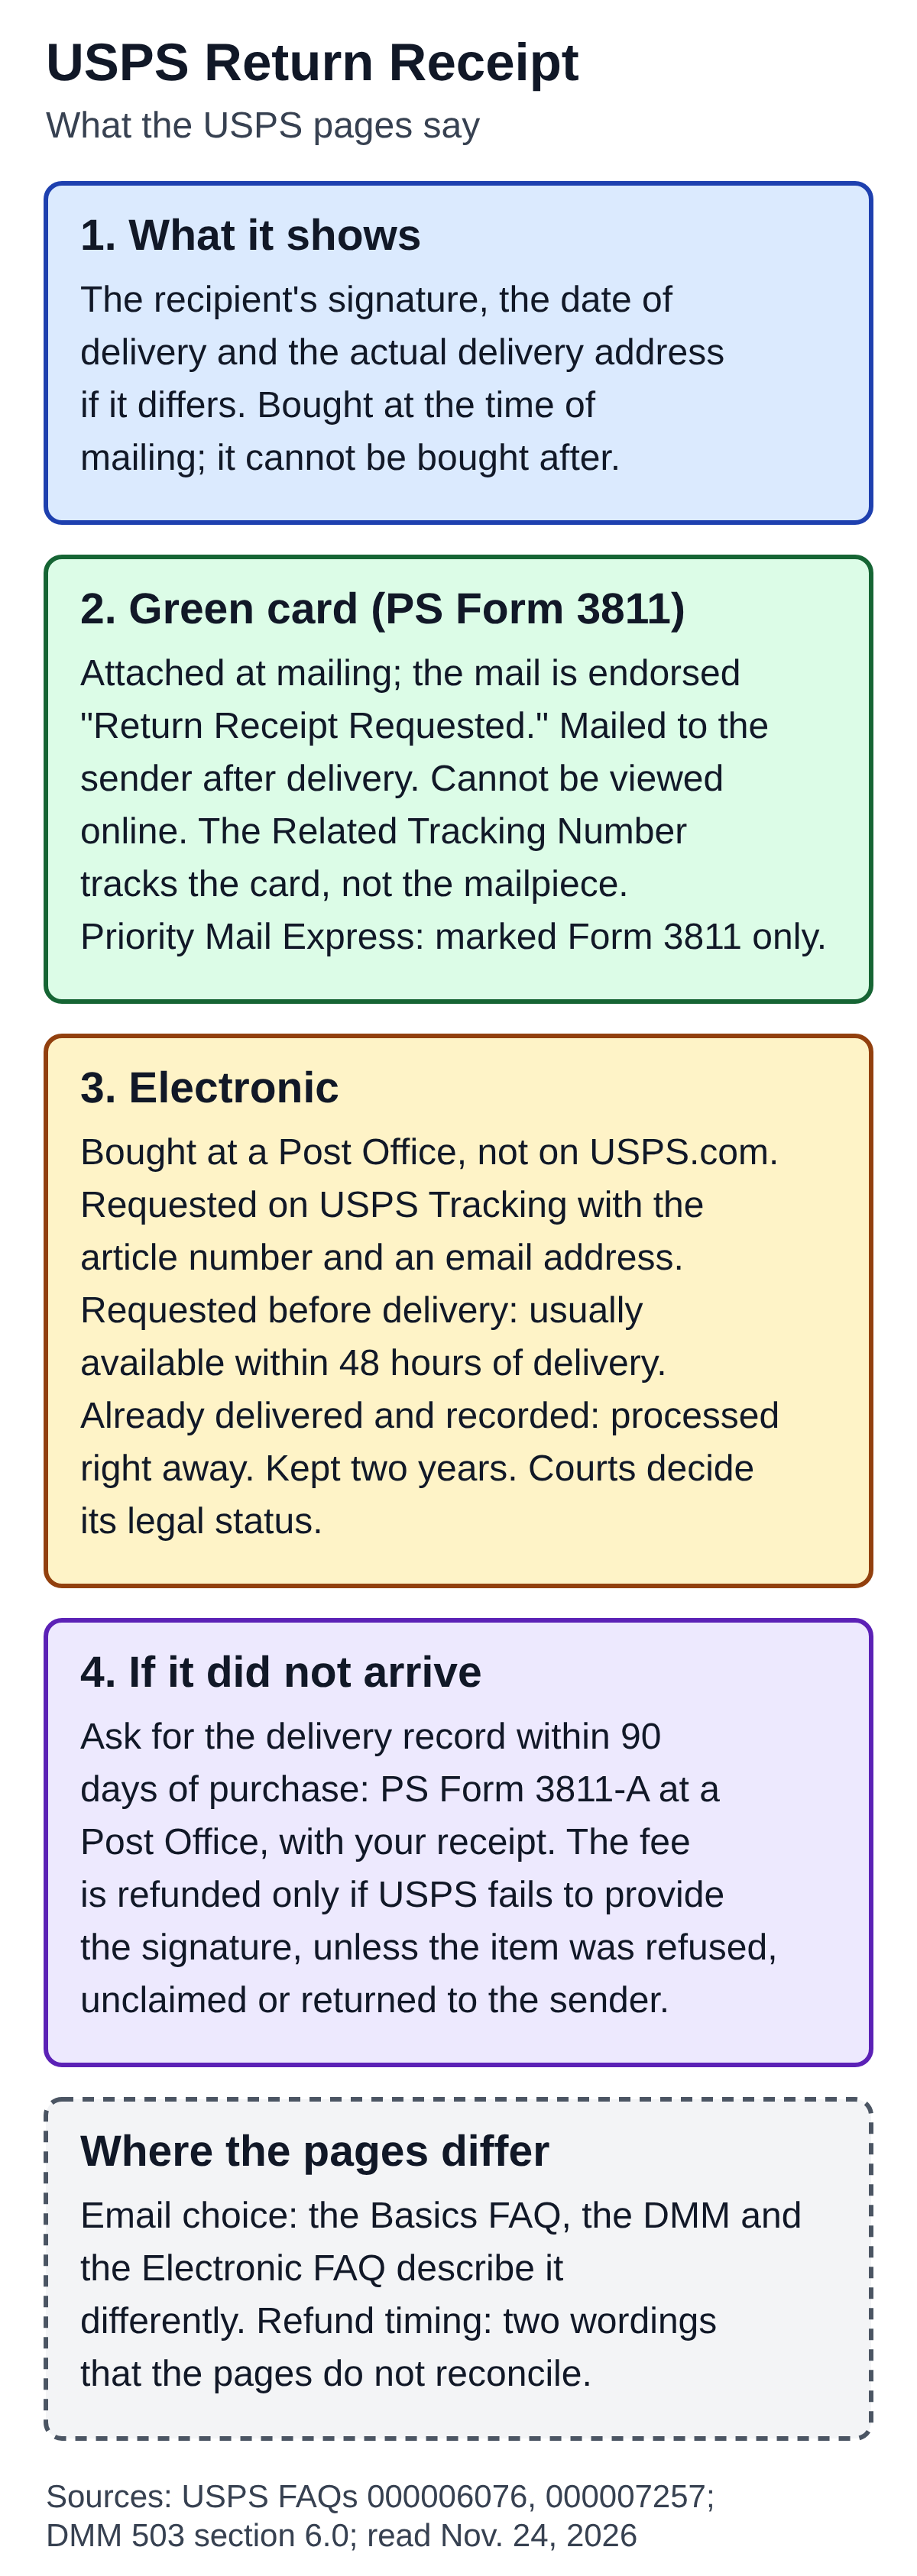 USPS Return Receipt
What the USPS pages say
1. What it shows
The recipient's signature, the date of
delivery and the actual delivery address
if it differs. Bought at the time of
mailing; it cannot be bought after.
2. Green card (PS Form 3811)
Attached at mailing; the mail is endorsed
"Return Receipt Requested." Mailed to the
sender after delivery. Cannot be viewed
online. The Related Tracking Number
tracks the card, not the mailpiece.
Priority Mail Express: marked Form 3811 only.
3. Electronic
Bought at a Post Office, not on USPS.com.
Requested on USPS Tracking with the
article number and an email address.
Requested before delivery: usually
available within 48 hours of delivery.
Already delivered and recorded: processed
right away. Kept two years. Courts decide
its legal status.
4. If it did not arrive
Ask for the delivery record within 90
days of purchase: PS Form 3811-A at a
Post Office, with your receipt. The fee
is refunded only if USPS fails to provide
the signature, unless the item was refused,
unclaimed or returned to the sender.
Where the pages differ
Email choice: the Basics FAQ, the DMM and
the Electronic FAQ describe it
differently. Refund timing: two wordings
that the pages do not reconcile.
Sources: USPS FAQs 000006076, 000007257;
DMM 503 section 6.0; read Nov. 24, 2026